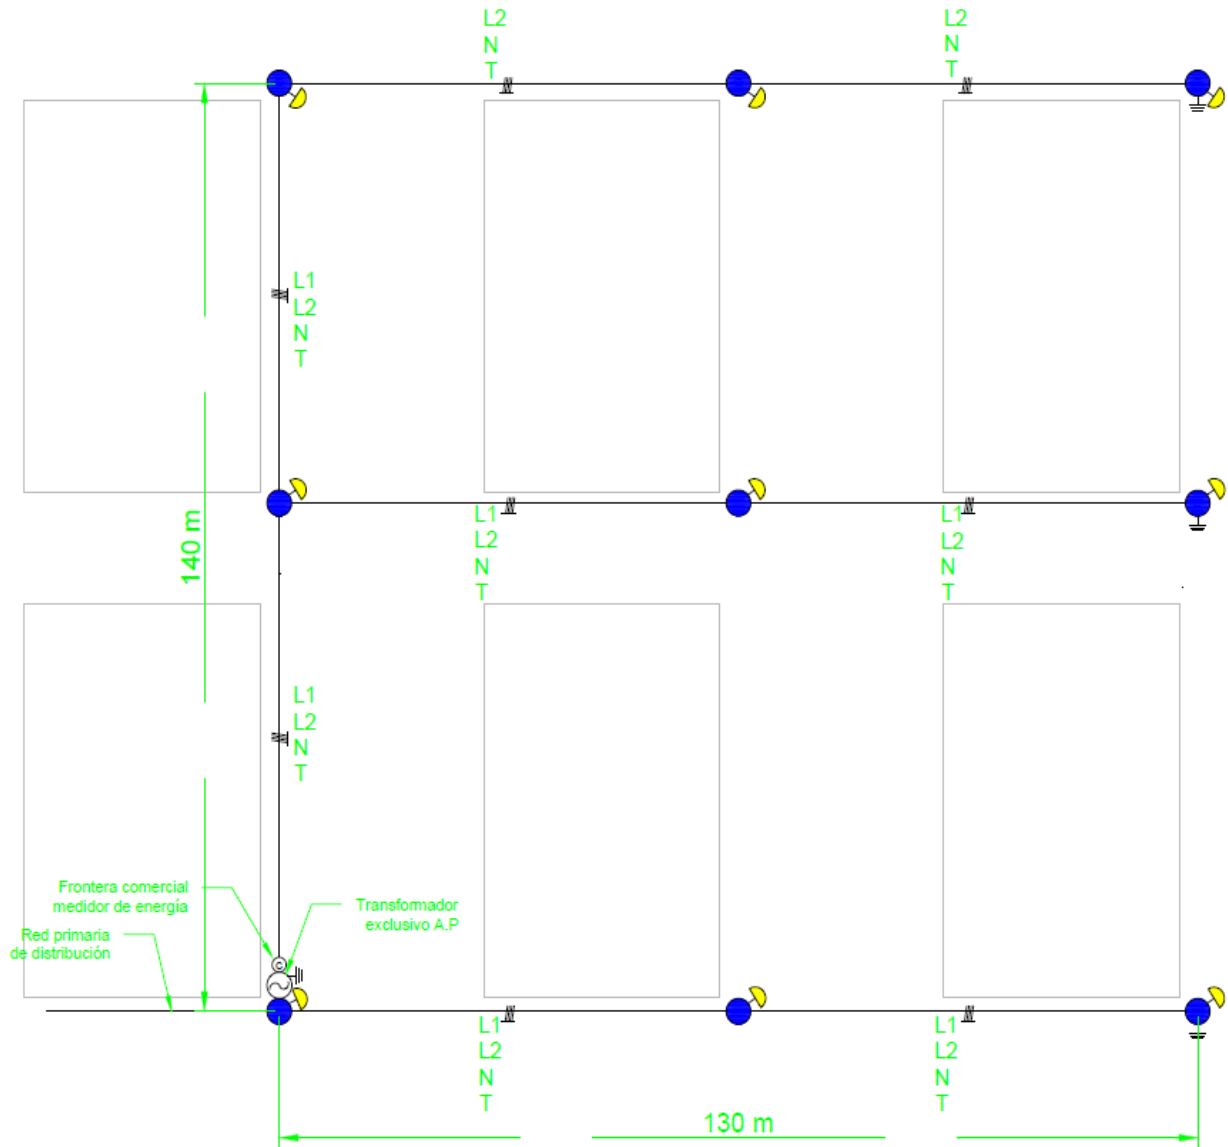 L2
N
T
L2
N
T
L1
L2
N
T
140 m
L1
L2
N
T
L1
L2
N
T
L1
L2
N
T
Frontera comercial
medidor de energía
Red primaria
de distribución
Transformador
exclusivo A.P
C
L1
L2
N
T
L1
L2
N
T
130 m